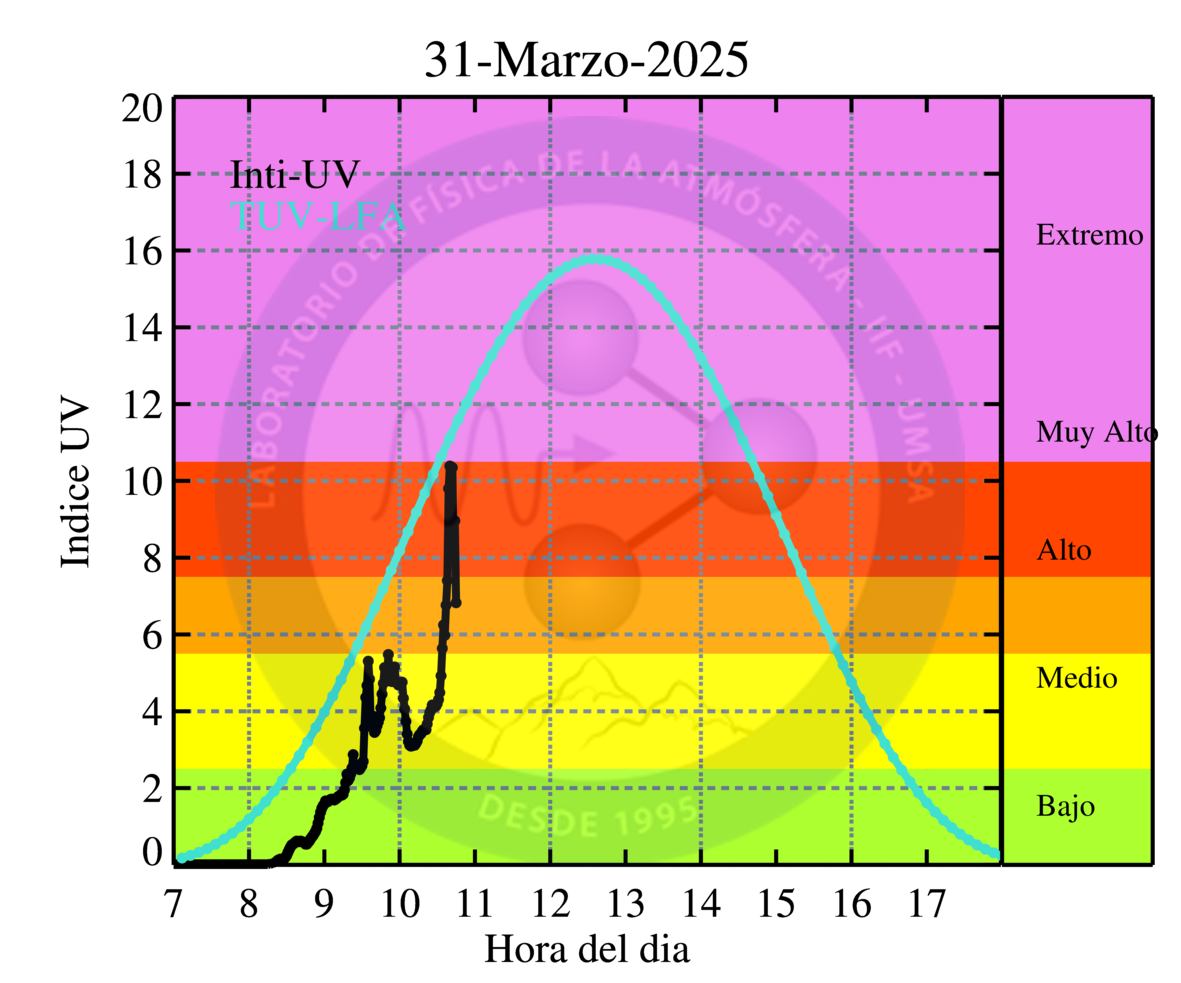 31-Marzo-2025
20
18
16
14
12
10
8
6
4
2
0
Indice UV
Inti-UV
TUV-LFA
LABORATORIO DE FÍSICA DE LA ATMÓSFERA - IIF - UMSA
DESDE 1995
Extremo
Muy Alto
Alto
Medio
Bajo
7 8 9 10 11 12 13 14 15 16 17
Hora del dia